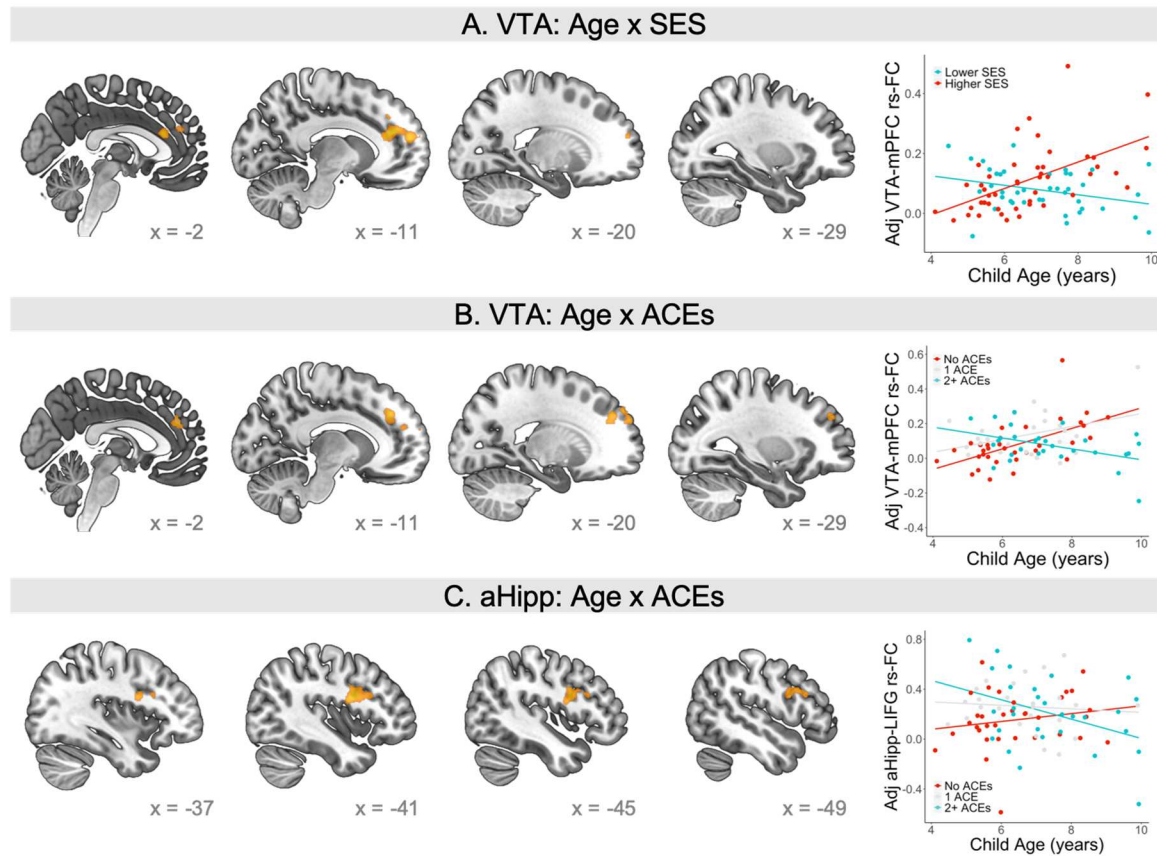 A. VTA: Age x SES
x = -2
x = -11
x = -20
x = -29
Adj VTA-mPFC rs-FC
0.4
0.2
0.0
Lower SES
Higher SES
4
6
8
10
Child Age (years)
B. VTA: Age x ACEs
x = -2
x = -11
x = -20
x = -29
Adj VTA-mPFC rs-FC
0.6
0.4
0.2
0.0
-0.2
-0.4
No ACEs
1 ACE
2+ ACEs
4
6
8
10
Child Age (years)
C. aHipp: Age x ACEs
x = -37
x = -41
x = -45
x = -49
Adj aHipp-LIFG rs-FC
0.8
0.4
0.0
-0.4
No ACEs
1 ACE
2+ ACEs
4
6
8
10
Child Age (years)